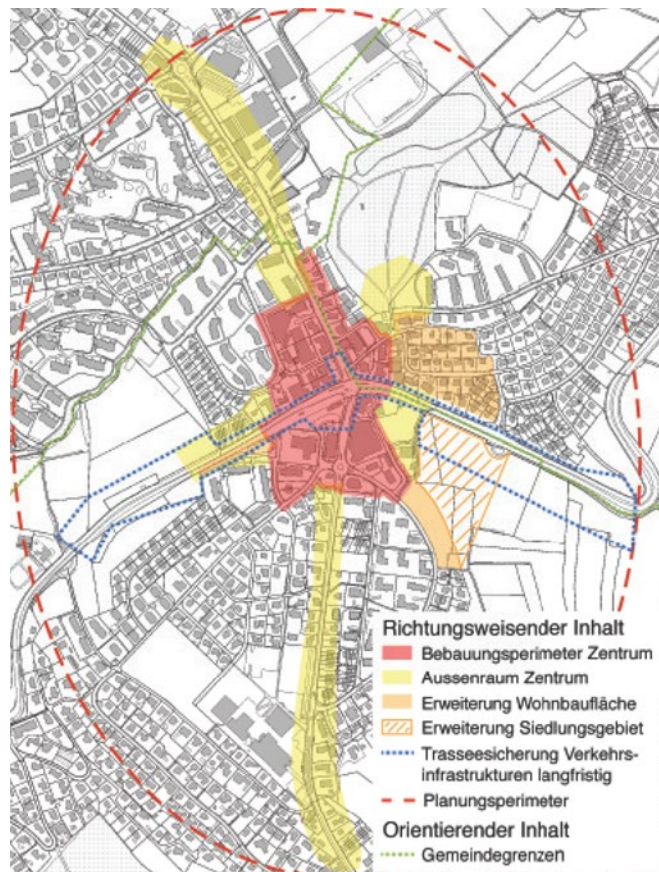 Richtungsweisender Inhalt
Bebauungsperimeter Zentrum
Aussenraum Zentrum
Erweiterung Wohnbaufläche
Erweiterung Siedlungsgebiet
Trasseesicherung Verkehrs-
infrastrukturen langfristig
Planungsperimeter
Orientierender Inhalt
Gemeindegrenzen